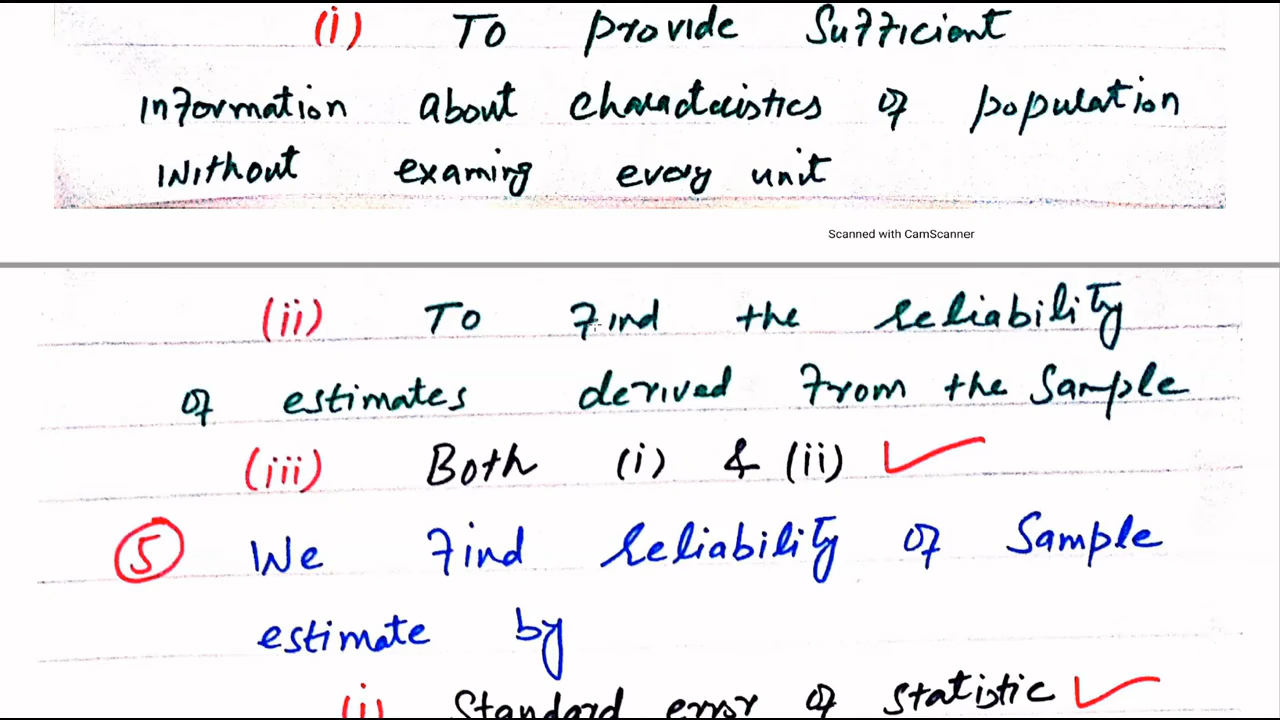 (i) To provide Sufficient
information about characteristics of population
without examing every unit
Scanned with CamScanner
(ii) To find the reliability
of estimates derived from the Sample
(iii) Both (i) & (ii) ✓
5 We find reliability of Sample
estimate by
(i) Standard error of statistic ✓